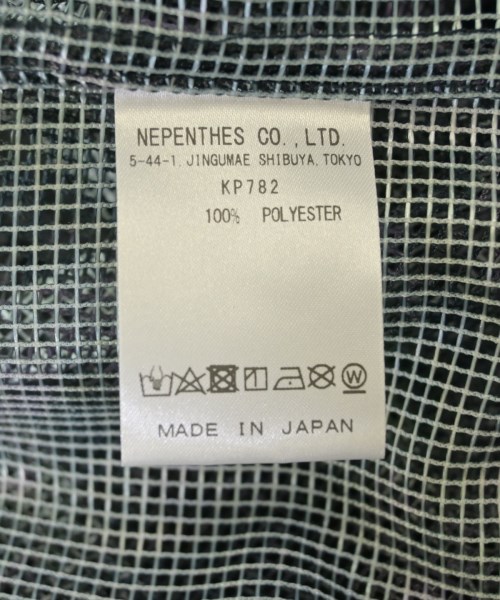 NEPENTHES CO.,LTD.
5-44-1, JINGUMAE SHIBUYA, TOKYO
KP782
100% POLYESTER
W
MADE IN JAPAN